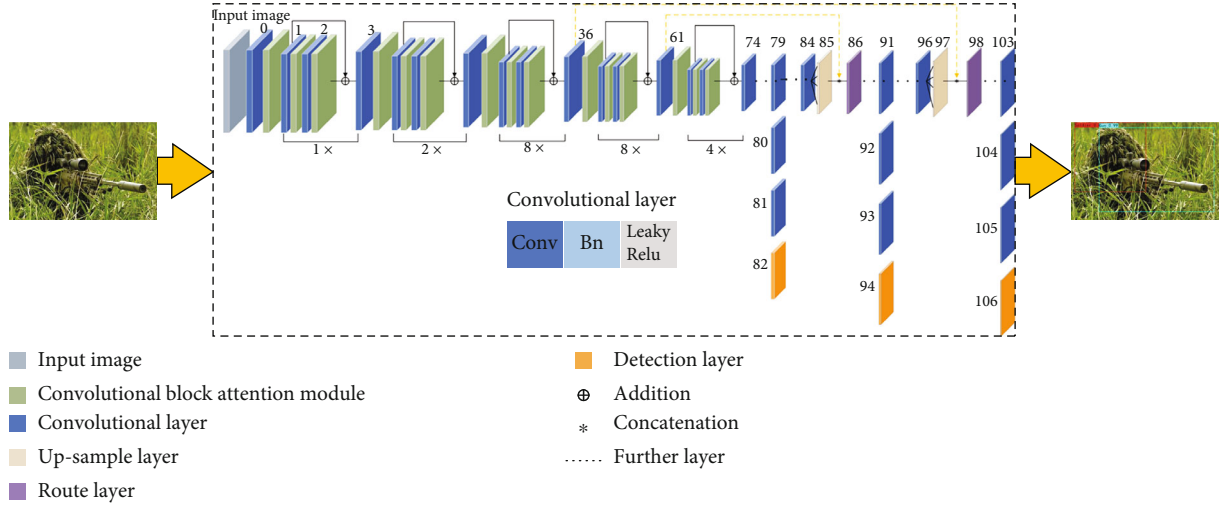 Input image
0 1 2 3 36 61 74 79 84 85 86 91 96 97 98 103
1 × 2 × 8 × 8 × 4 ×
80 92 104
81 93 105
82 94 106
Convolutional layer
Conv Bn Leaky
Relu
Input image
Convolutional block attention module
Convolutional layer
Up-sample layer
Route layer
Detection layer
Addition
* Concatenation
Further layer